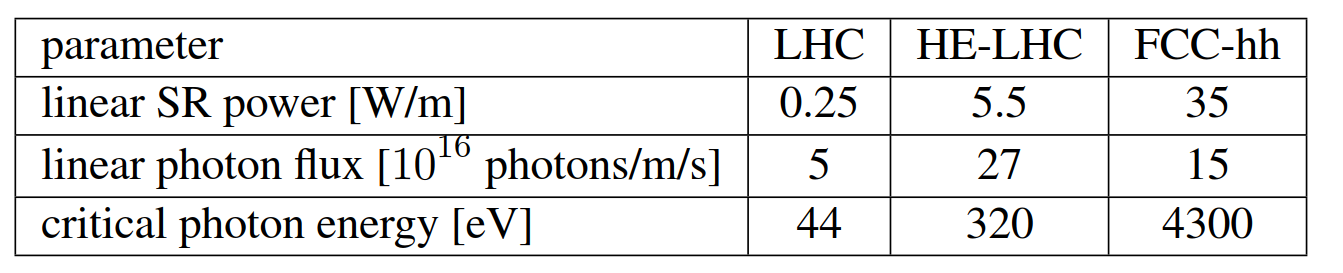 parameter LHC HE-LHC FCC-hh
linear SR power [W/m] 0.25 5.5 35
linear photon flux [10^16 photons/m/s] 5 27 15
critical photon energy [eV] 44 320 4300